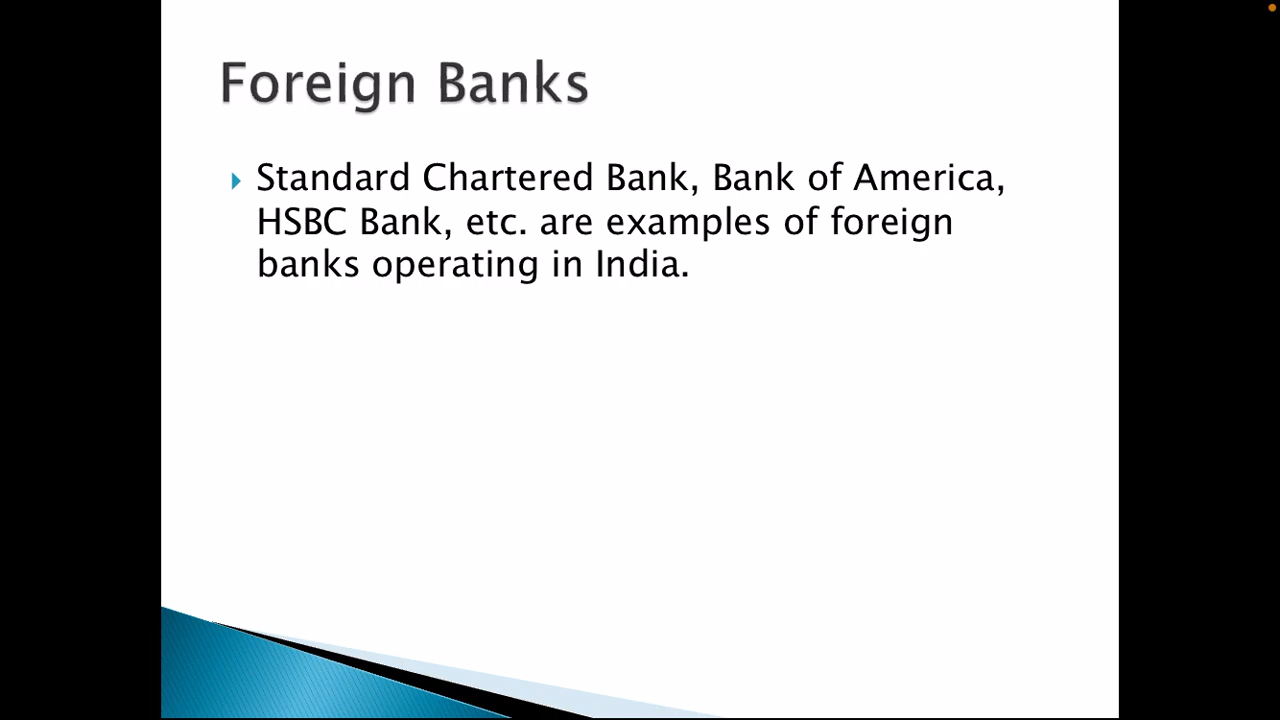 Foreign Banks
Standard Chartered Bank, Bank of America,
HSBC Bank, etc. are examples of foreign
banks operating in India.